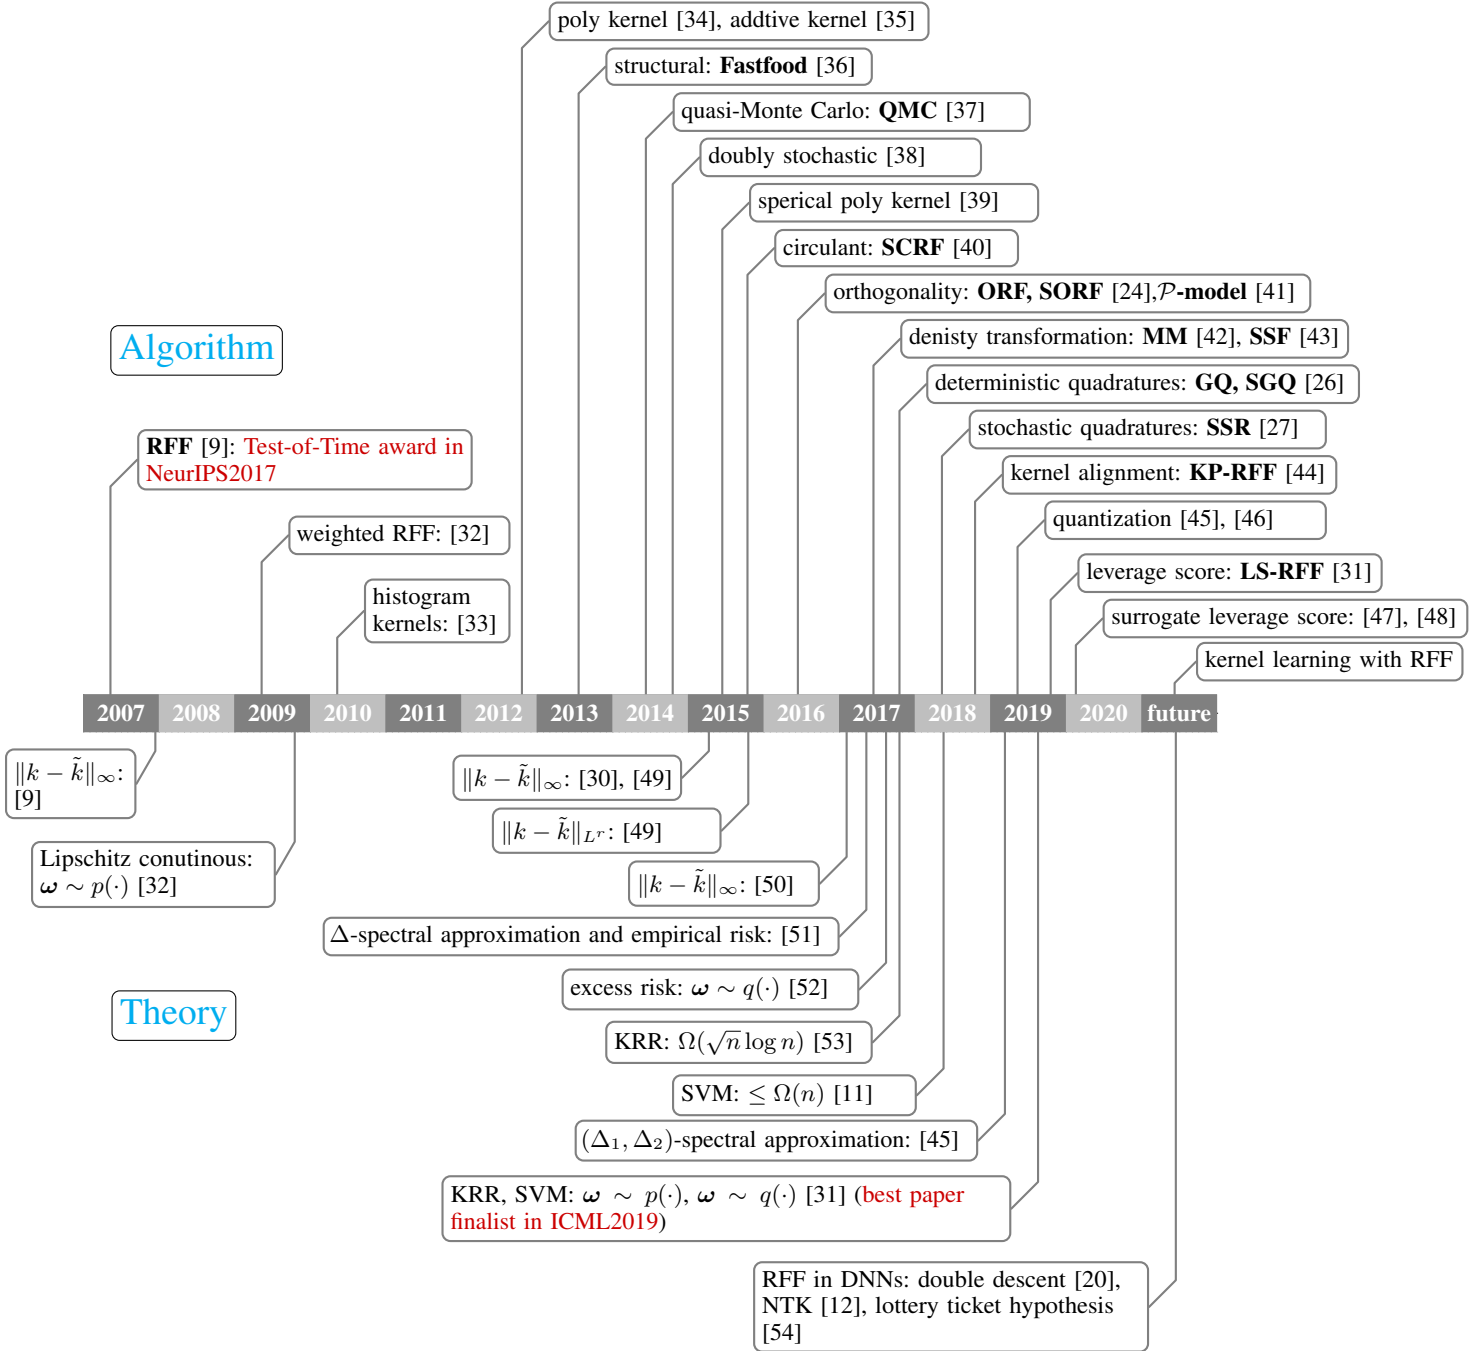 poly kernel [34], addtive kernel [35]
structural: Fastfood [36]
quasi-Monte Carlo: QMC [37]
doubly stochastic [38]
sperical poly kernel [39]
circulant: SCRF [40]
orthogonality: ORF, SORF [24],𝒫-model [41]
Algorithm
denisty transformation: MM [42], SSF [43]
deterministic quadratures: GQ, SGQ [26]
stochastic quadratures: SSR [27]
RFF [9]: Test-of-Time award in
NeurIPS2017
kernel alignment: KP-RFF [44]
quantization [45], [46]
weighted RFF: [32]
leverage score: LS-RFF [31]
histogram
kernels: [33]
surrogate leverage score: [47], [48]
kernel learning with RFF
2007 2008 2009 2010 2011 2012 2013 2014 2015 2016 2017 2018 2019 2020 future
‖k − k̃‖∞:
[9]
‖k − k̃‖∞: [30], [49]
‖k − k̃‖Lʳ: [49]
Lipschitz conutinous:
ω ∼ p(·) [32]
‖k − k̃‖∞: [50]
Δ-spectral approximation and empirical risk: [51]
excess risk: ω ∼ q(·) [52]
Theory
KRR: Ω(√n log n) [53]
SVM: ≤ Ω(n) [11]
(Δ₁, Δ₂)-spectral approximation: [45]
KRR, SVM: ω ∼ p(·), ω ∼ q(·) [31] (best paper
finalist in ICML2019)
RFF in DNNs: double descent [20],
NTK [12], lottery ticket hypothesis
[54]